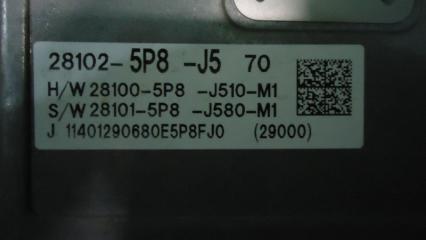 28102-5P8 -J5 70
H/W 28100-5P8 -J510-M1
S/W 28101-5P8 -J580-M1
J 11401290680E5P8FJ0 (29000)